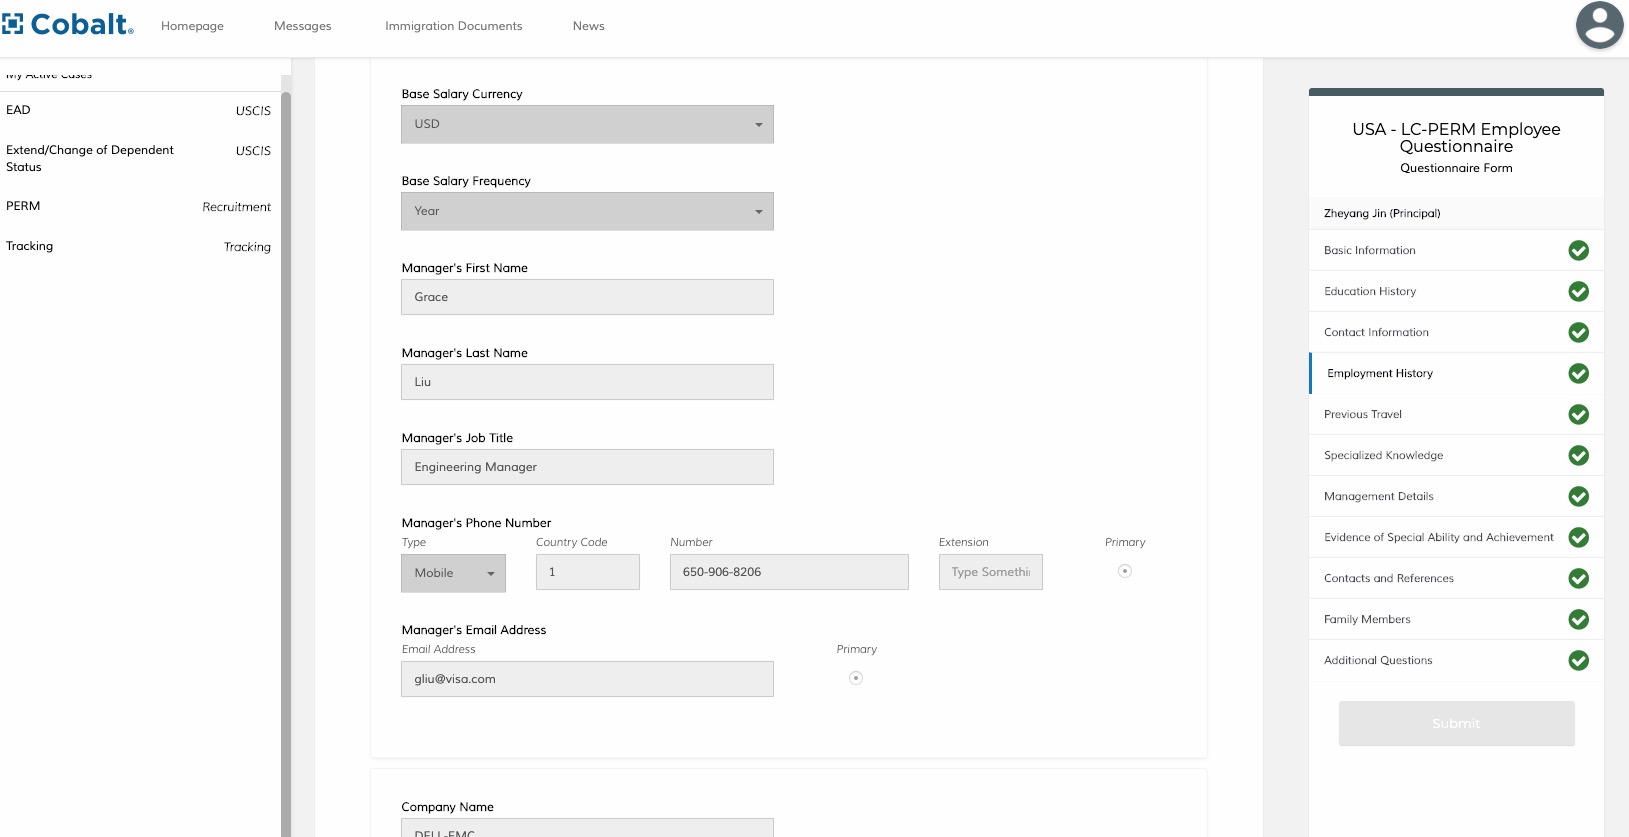 Cobalt.
Homepage
Messages
Immigration Documents
News
My Active Cases
EAD
USCIS
Extend/Change of Dependent
Status
USCIS
PERM
Recruitment
Tracking
Tracking
Base Salary Currency
USD
Base Salary Frequency
Year
Manager's First Name
Grace
Manager's Last Name
Liu
Manager's Job Title
Engineering Manager
Manager's Phone Number
Type
Country Code
Number
Extension
Primary
Mobile
1
650-906-8206
Type Somethi
Manager's Email Address
Email Address
Primary
gliu@visa.com
Company Name
DELL-EMC
USA - LC-PERM Employee
Questionnaire
Questionnaire Form
Zheyang Jin (Principal)
Basic Information
Education History
Contact Information
Employment History
Previous Travel
Specialized Knowledge
Management Details
Evidence of Special Ability and Achievement
Contacts and References
Family Members
Additional Questions
Submit